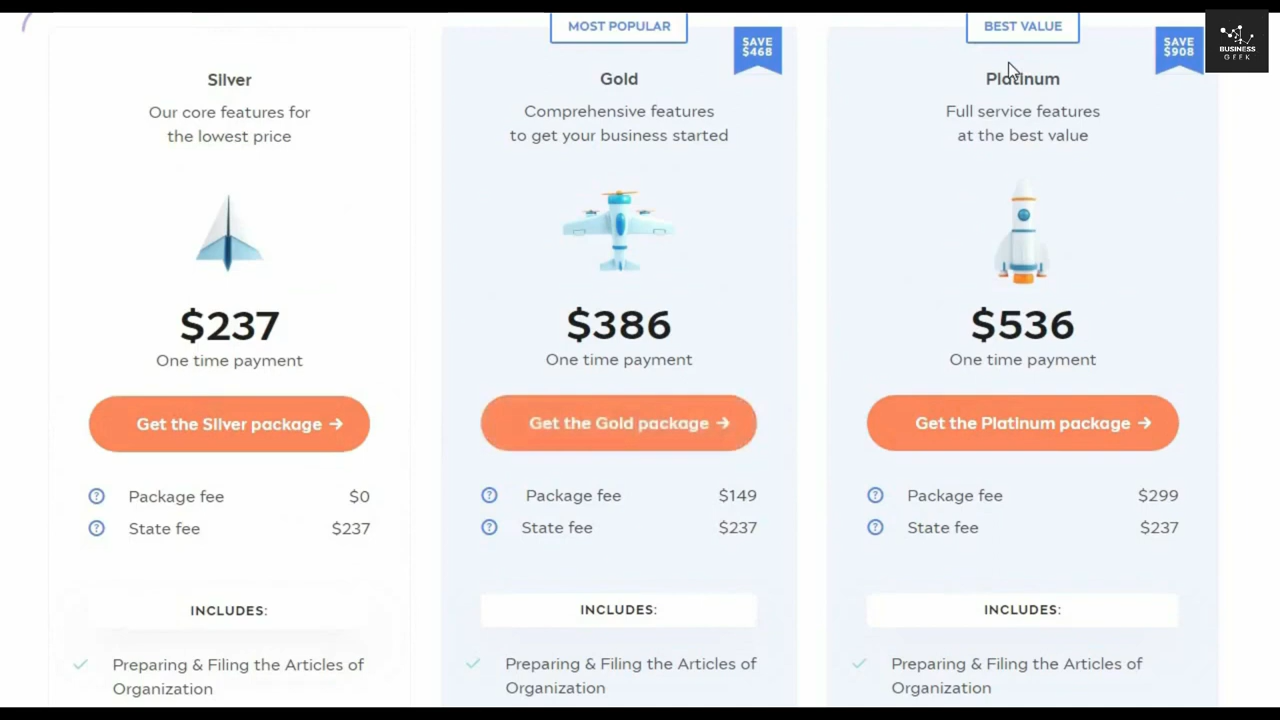 Silver
Our core features for
the lowest price
$237
One time payment
Get the Silver package →
? Package fee $0
? State fee $237
INCLUDES:
Preparing & Filing the Articles of
Organization
MOST POPULAR
SAVE
$468
Gold
Comprehensive features
to get your business started
$386
One time payment
Get the Gold package →
? Package fee $149
? State fee $237
INCLUDES:
Preparing & Filing the Articles of
Organization
BEST VALUE
SAVE
$908
Platinum
Full service features
at the best value
$536
One time payment
Get the Platinum package →
? Package fee $299
? State fee $237
INCLUDES:
Preparing & Filing the Articles of
Organization
BUSINESS
GEEK